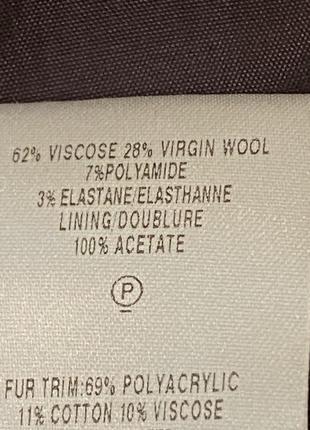 62% VISCOSE 28% VIRGIN WOOL
7%POLYAMIDE
3% ELASTANE/ELASTHANNE
LINING/DOUBLURE
100% ACETATE
P
FUR TRIM:69% POLYACRYLIC
11% COTTON 10% VISCOSE